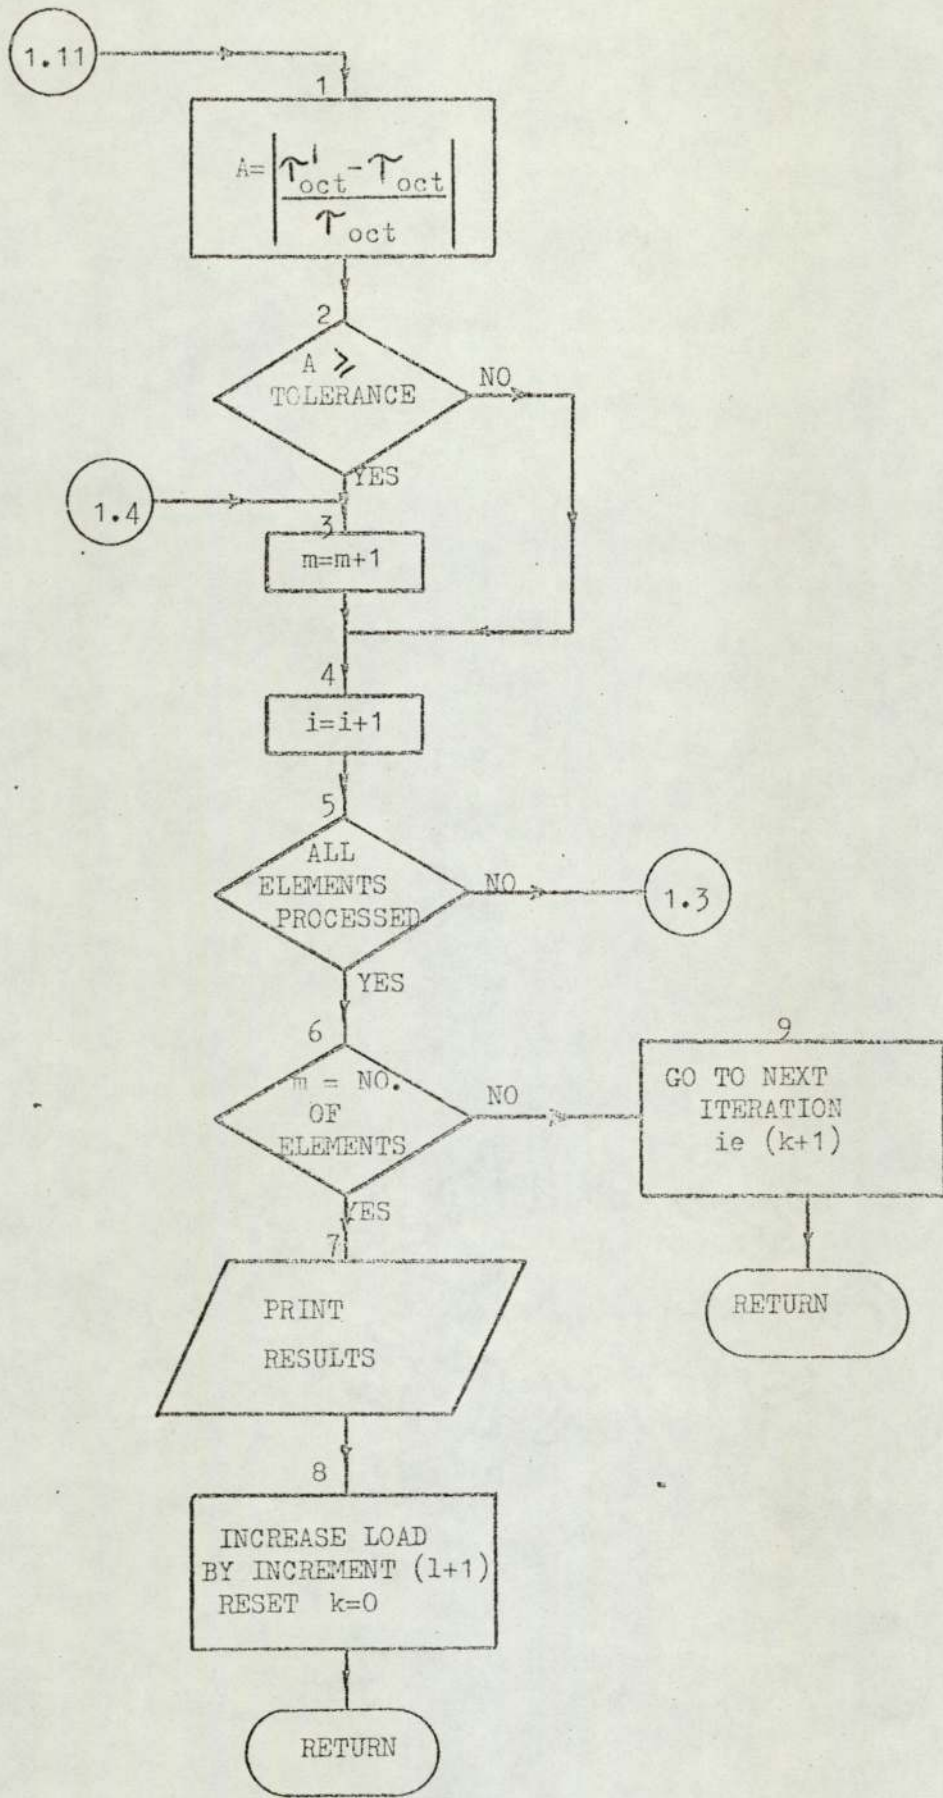 1.11
1
A=|τ'oct - τoct / τoct|
2
A ⩾
TOLERANCE
NO
YES
1.4
3
m=m+1
4
i=i+1
5
ALL
ELEMENTS
PROCESSED
NO
1.3
YES
6
m = NO.
OF
ELEMENTS
NO
9
GO TO NEXT
ITERATION
ie (k+1)
YES
7
RETURN
PRINT
RESULTS
8
INCREASE LOAD
BY INCREMENT (l+1)
RESET k=0
RETURN